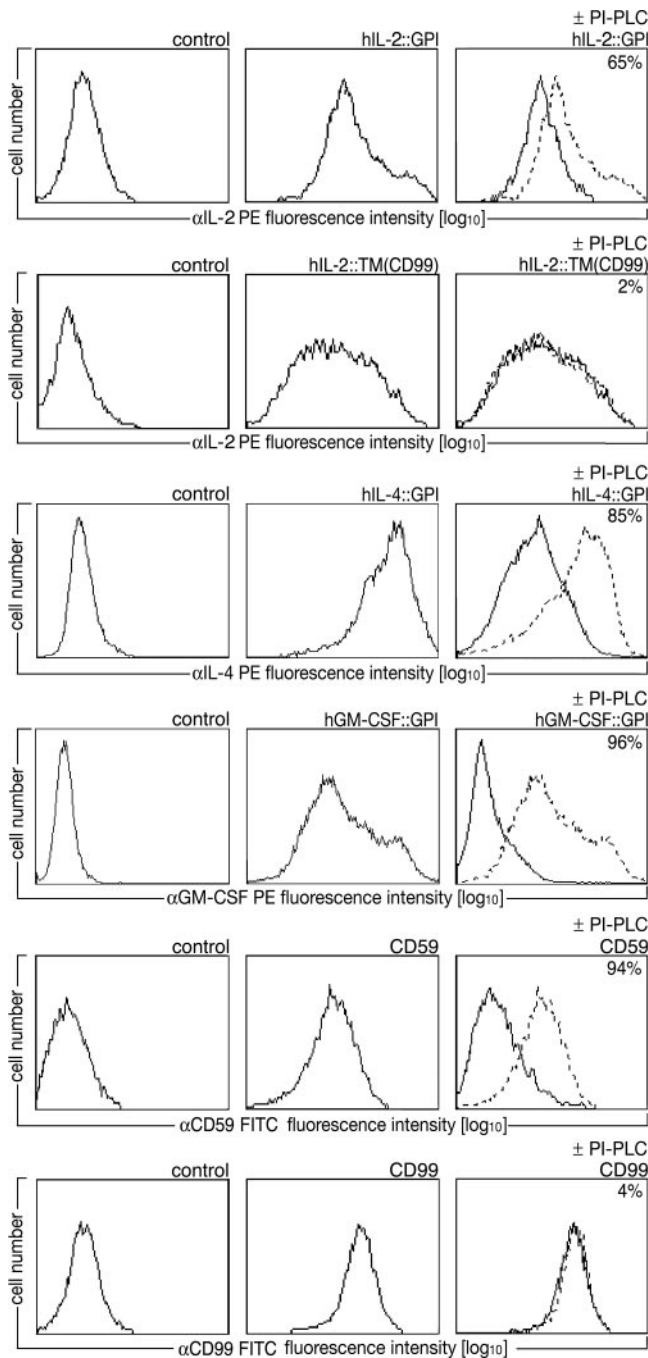 ± PI-PLC
control hIL-2::GPI hIL-2::GPI
65%
cell number
αIL-2 PE fluorescence intensity [log₁₀]
± PI-PLC
control hIL-2::TM(CD99) hIL-2::TM(CD99)
2%
cell number
αIL-2 PE fluorescence intensity [log₁₀]
± PI-PLC
control hIL-4::GPI hIL-4::GPI
85%
cell number
αIL-4 PE fluorescence intensity [log₁₀]
± PI-PLC
control hGM-CSF::GPI hGM-CSF::GPI
96%
cell number
αGM-CSF PE fluorescence intensity [log₁₀]
± PI-PLC
control CD59 CD59
94%
cell number
αCD59 FITC fluorescence intensity [log₁₀]
± PI-PLC
control CD99 CD99
4%
cell number
αCD99 FITC fluorescence intensity [log₁₀]